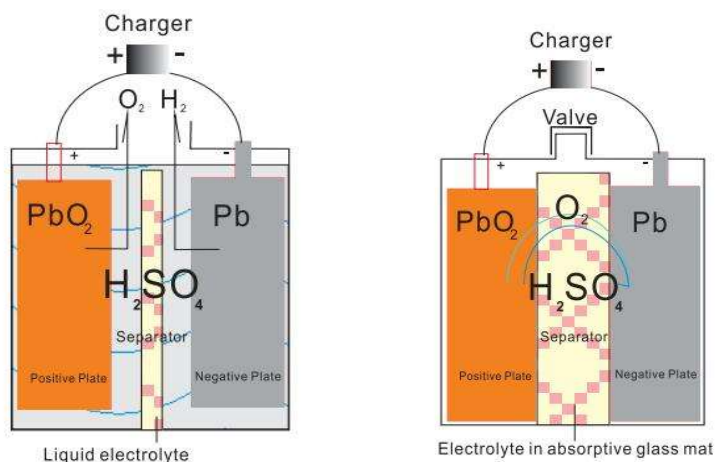 Charger
+ -
O₂ H₂
+ -
PbO₂ Pb
H₂SO₄
Separator
Positive Plate Negative Plate
Liquid electrolyte
Charger
+ -
Valve
+ -
PbO₂ O₂ Pb
H₂SO₄
Separator
Positive Plate Negative Plate
Electrolyte in absorptive glass mat